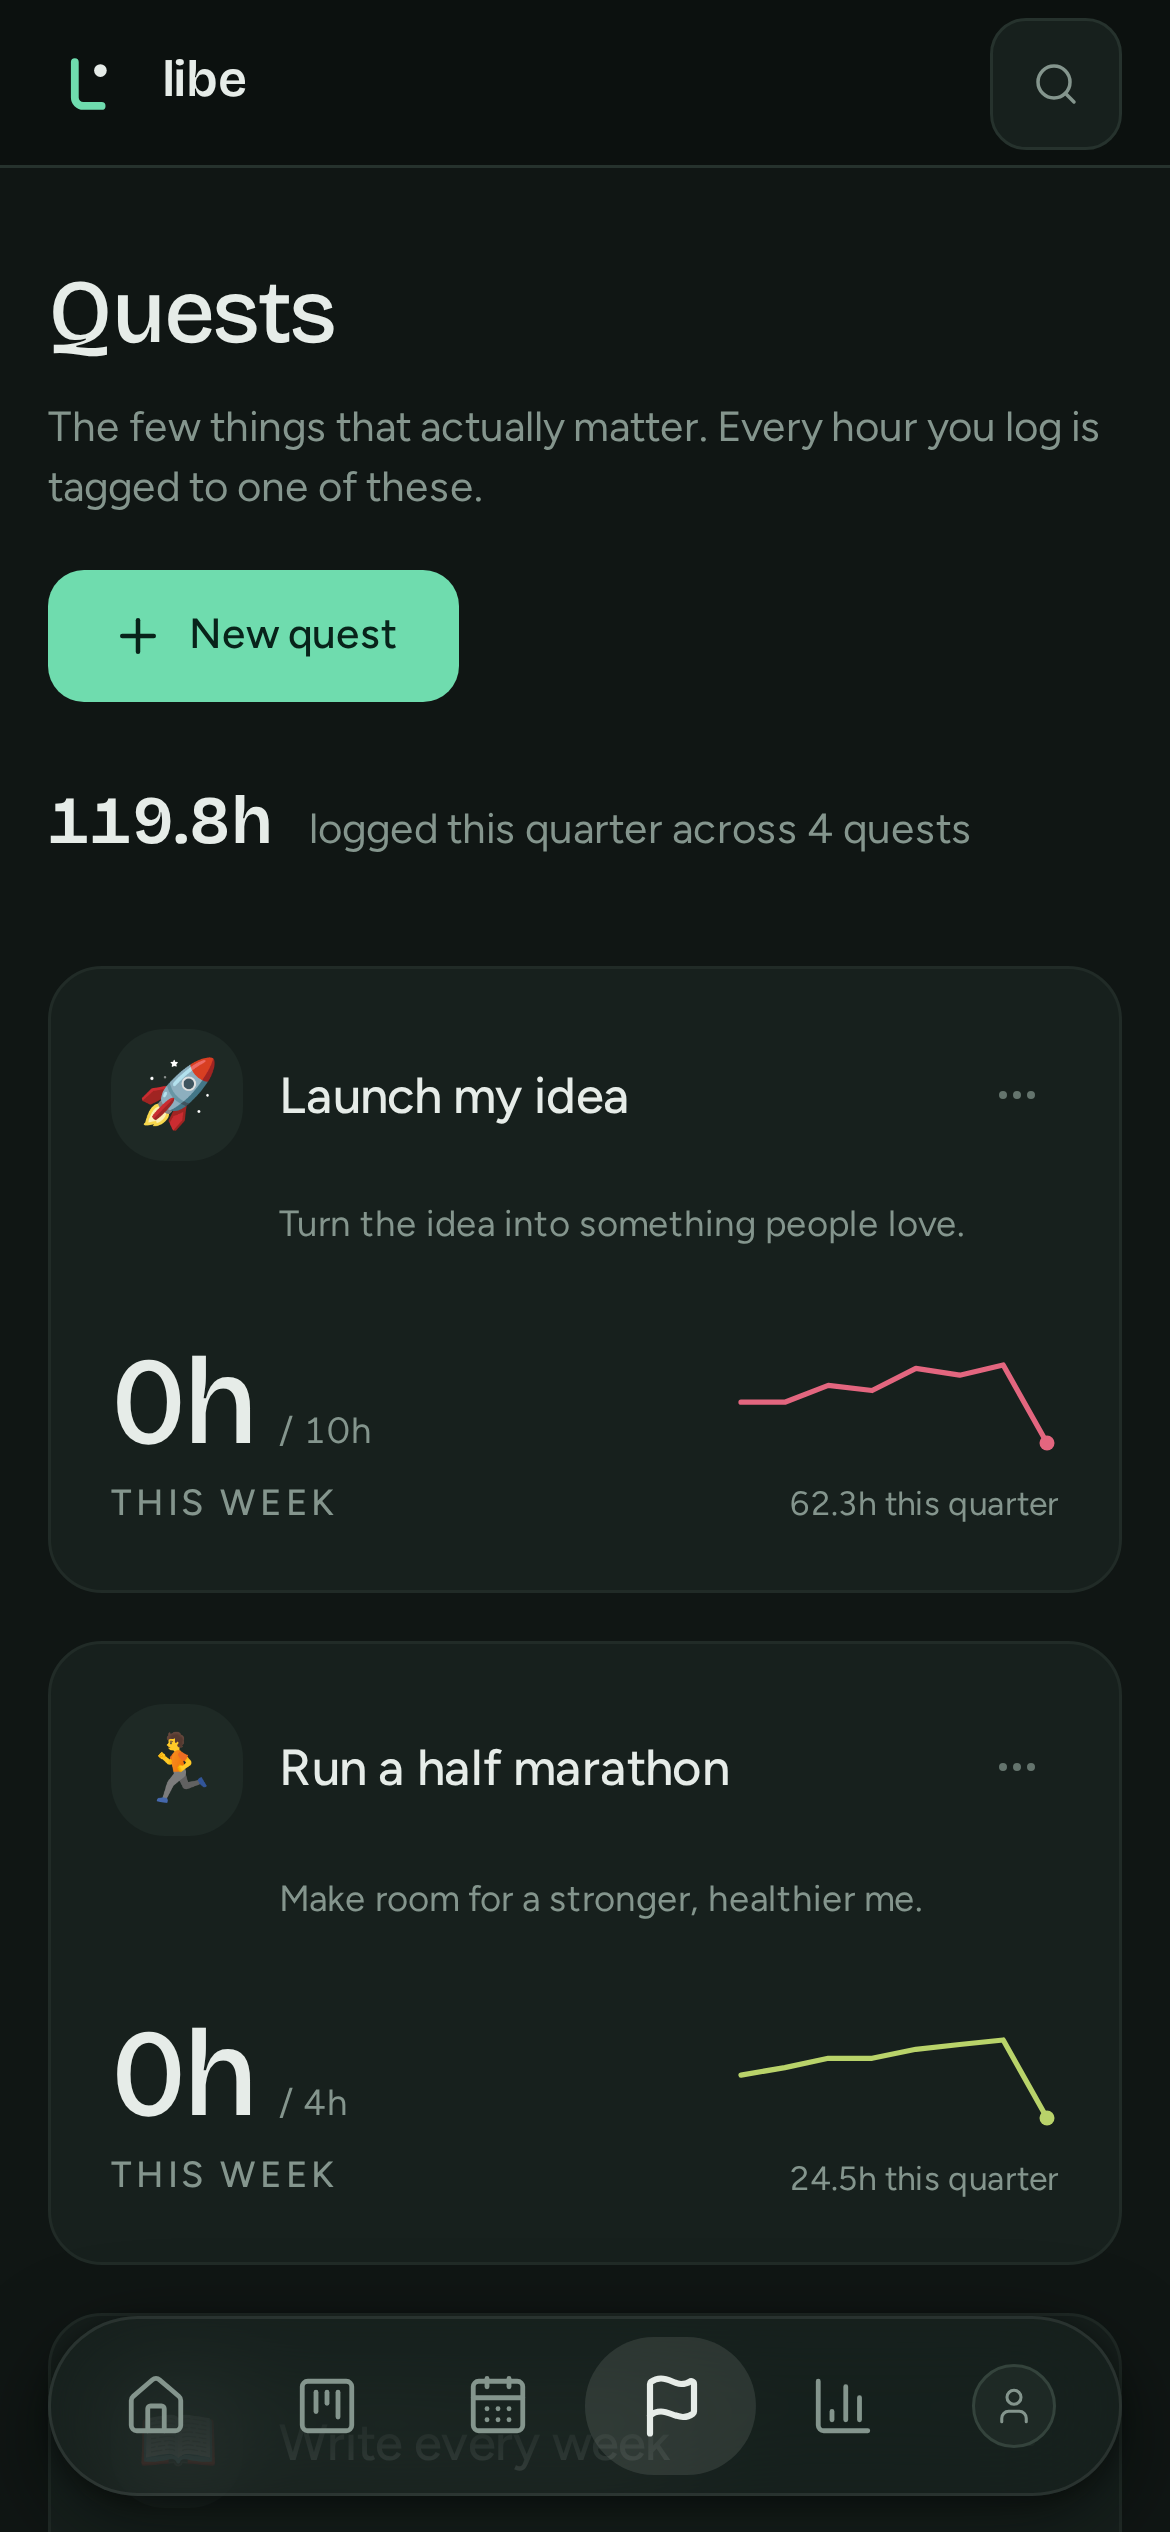 libe
Quests
The few things that actually matter. Every hour you log is
tagged to one of these.
New quest
119.8h logged this quarter across 4 quests
Launch my idea
Turn the idea into something people love.
0h / 10h
THIS WEEK
62.3h this quarter
Run a half marathon
Make room for a stronger, healthier me.
0h / 4h
THIS WEEK
24.5h this quarter
Write every week